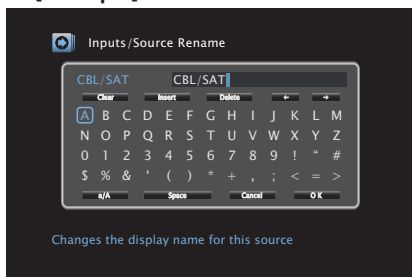 Inputs/Source Rename
CBL/SAT CBL/SAT
Clear Insert Delete ← →
A B C D E F G H I J K L M
N O P Q R S T U V W X Y Z
0 1 2 3 4 5 6 7 8 9 ! “ #
$ % & ‘ ( ) * + , ; < = >
a/A Space Cancel OK
Changes the display name for this source